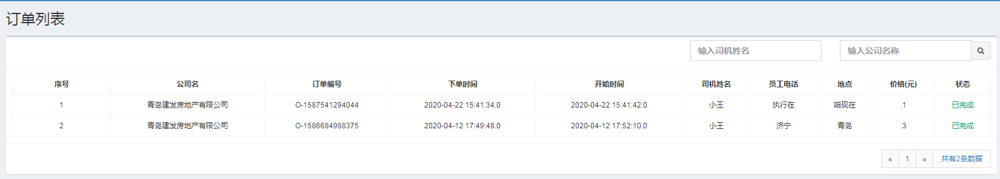 订单列表
输入司机姓名 输入公司名称
序号 公司名 订单编号 下单时间 开始时间 司机姓名 员工电话 地点 价格(元) 状态
1 青岛建发房地产有限公司 O-1587541294044 2020-04-22 15:41:34.0 2020-04-22 15:41:42.0 小王 执行在 咱现在 .1 已完成
2 青岛建发房地产有限公司 O-1586684988375 2020-04-12 17:49:48.0 2020-04-12 17:52:10.0 小王 济宁 青岛 .3 已完成
« 1 » 共有2条数据